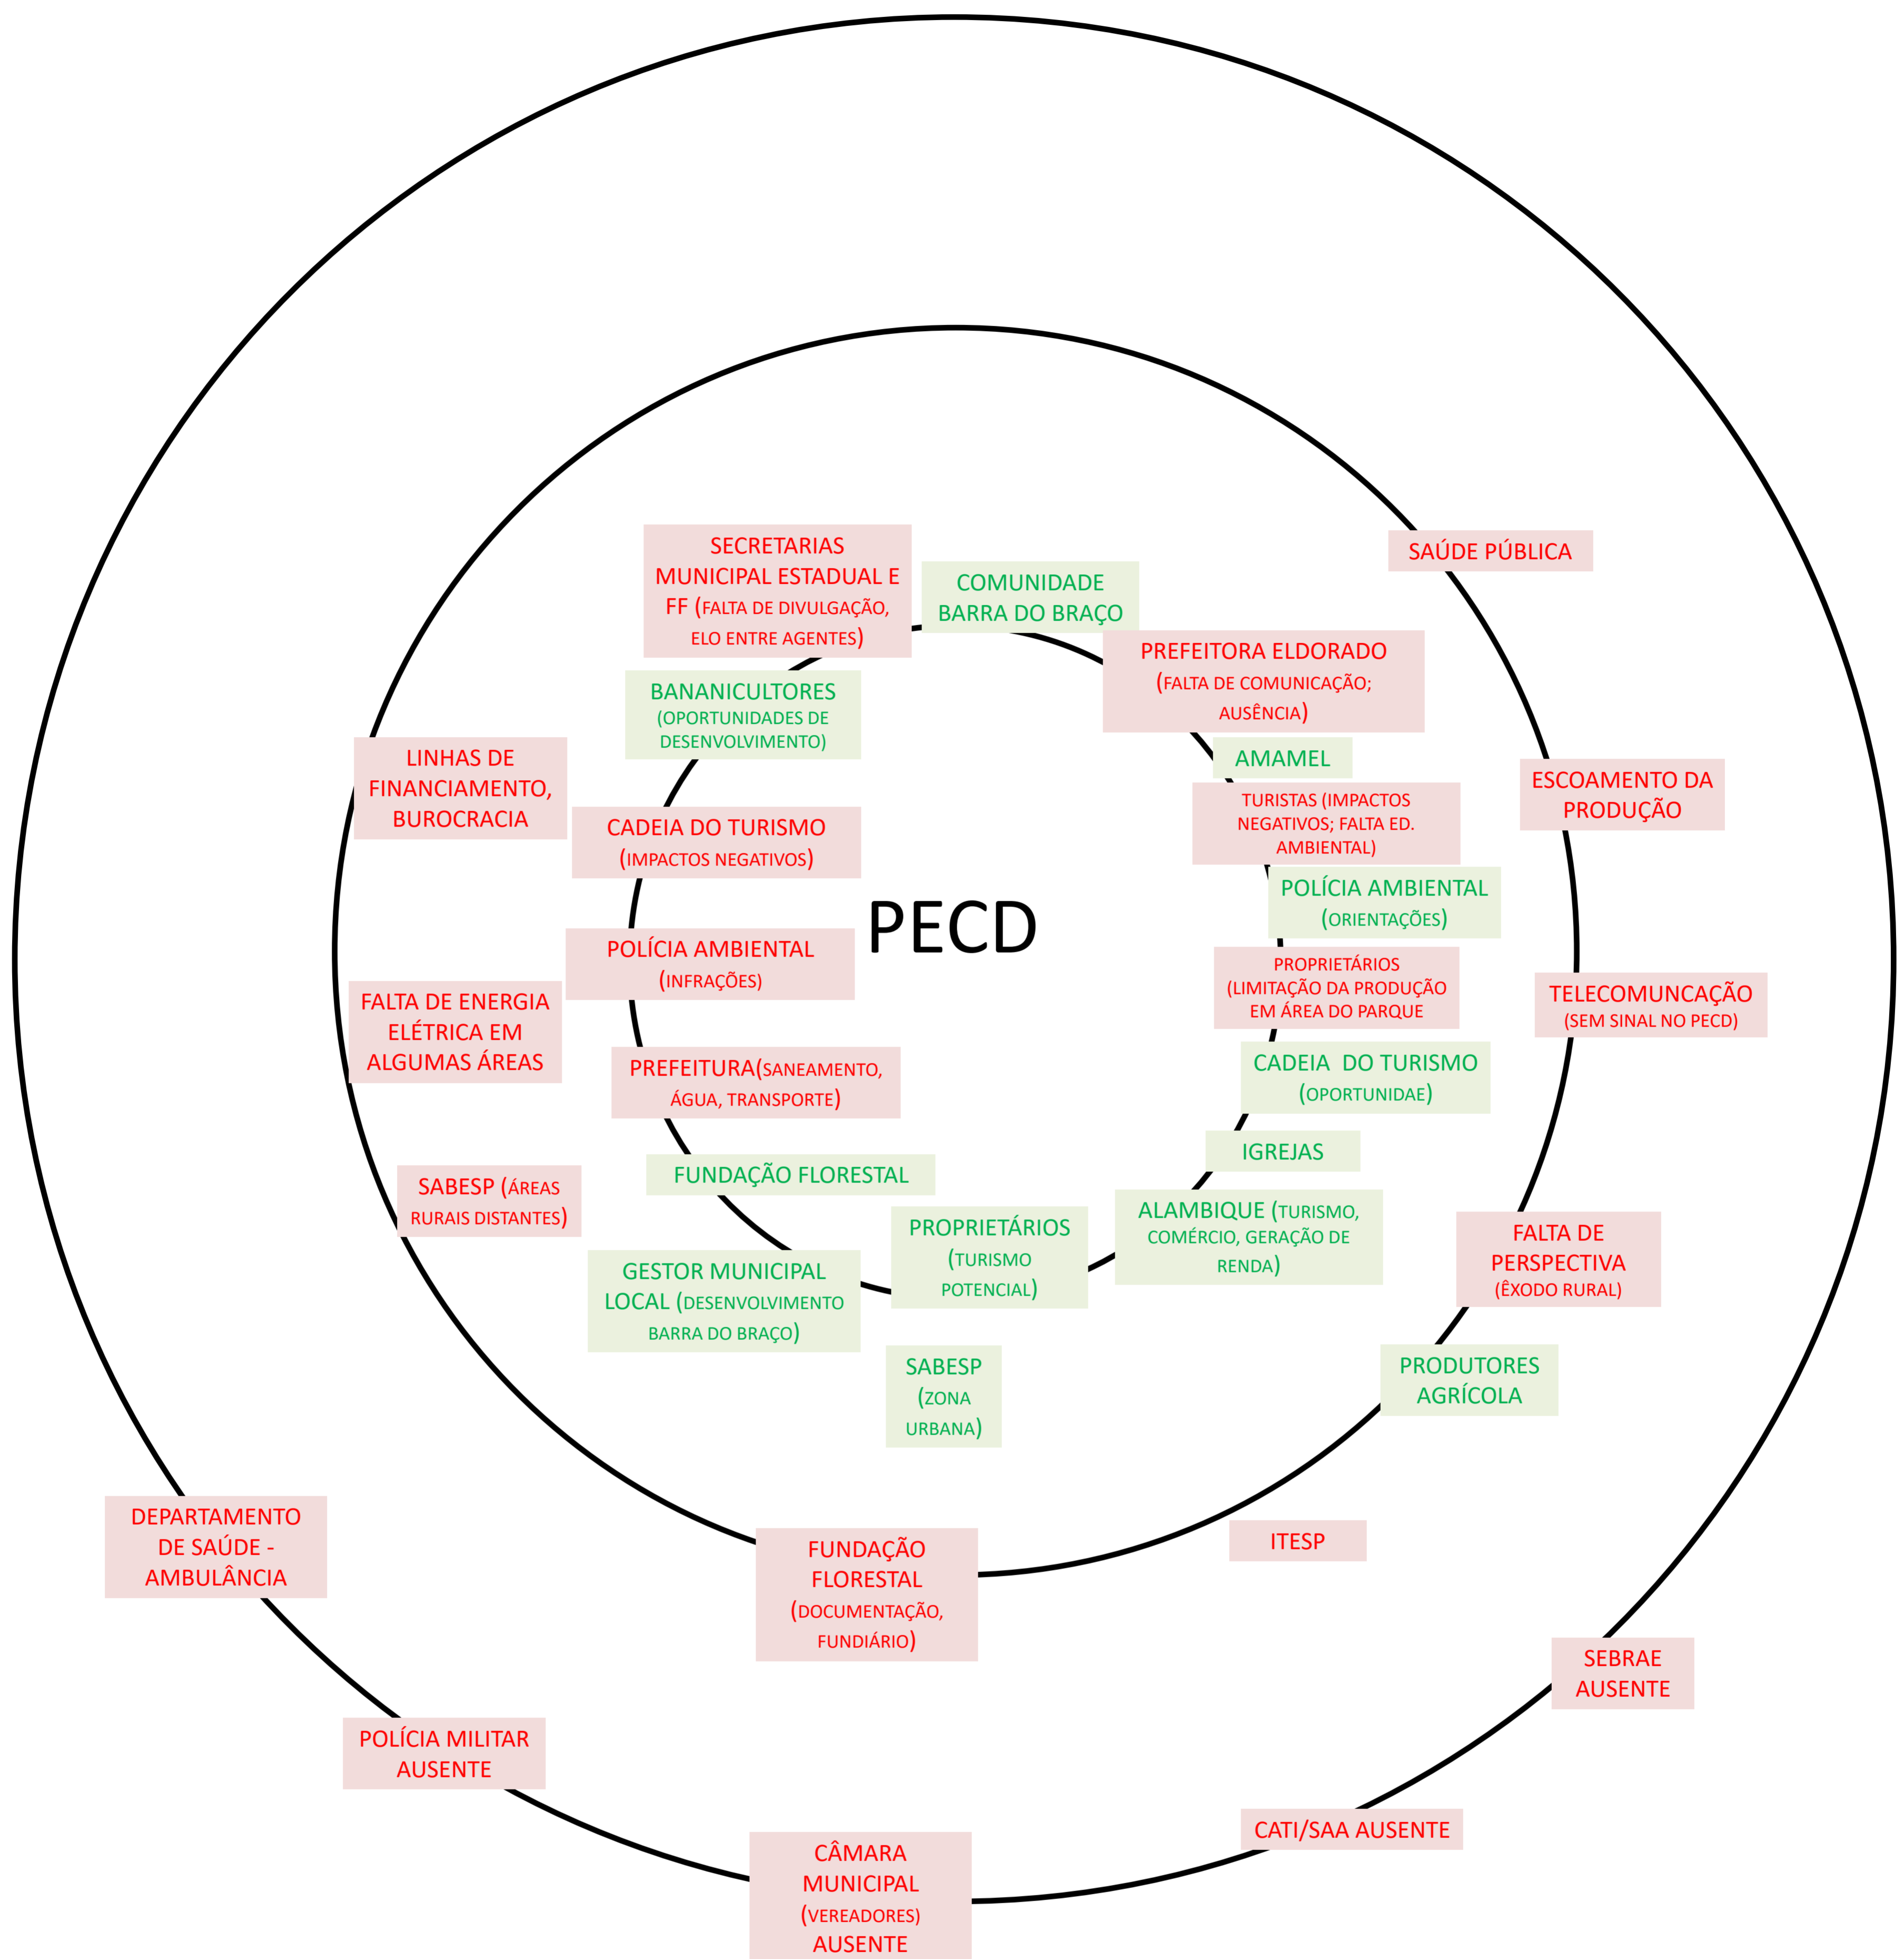 SECRETARIAS
MUNICIPAL ESTADUAL E
FF (FALTA DE DIVULGAÇÃO,
ELO ENTRE AGENTES)
COMUNIDADE
BARRA DO BRAÇO
SAÚDE PÚBLICA
PREFEITORA ELDORADO
(FALTA DE COMUNICAÇÃO;
AUSÊNCIA)
BANANICULTORES
(OPORTUNIDADES DE
DESENVOLVIMENTO)
LINHAS DE
FINANCIAMENTO,
BUROCRACIA
AMAMEL
ESCOAMENTO DA
PRODUÇÃO
TURISTAS (IMPACTOS
NEGATIVOS; FALTA ED.
AMBIENTAL)
CADEIA DO TURISMO
(IMPACTOS NEGATIVOS)
PECD
POLÍCIA AMBIENTAL
(ORIENTAÇÕES)
POLÍCIA AMBIENTAL
(INFRAÇÕES)
PROPRIETÁRIOS
(LIMITAÇÃO DA PRODUÇÃO
EM ÁREA DO PARQUE
TELECOMUNCAÇÃO
(SEM SINAL NO PECD)
FALTA DE ENERGIA
ELÉTRICA EM
ALGUMAS ÁREAS
PREFEITURA(SANEAMENTO,
ÁGUA, TRANSPORTE)
CADEIA DO TURISMO
(OPORTUNIDAE)
IGREJAS
FUNDAÇÃO FLORESTAL
SABESP (ÁREAS
RURAIS DISTANTES)
ALAMBIQUE (TURISMO,
COMÉRCIO, GERAÇÃO DE
RENDA)
PROPRIETÁRIOS
(TURISMO
POTENCIAL)
FALTA DE
PERSPECTIVA
(ÊXODO RURAL)
GESTOR MUNICIPAL
LOCAL (DESENVOLVIMENTO
BARRA DO BRAÇO)
SABESP
(ZONA
URBANA)
PRODUTORES
AGRÍCOLA
DEPARTAMENTO
DE SAÚDE -
AMBULÂNCIA
FUNDAÇÃO
FLORESTAL
(DOCUMENTAÇÃO,
FUNDIÁRIO)
ITESP
SEBRAE
AUSENTE
POLÍCIA MILITAR
AUSENTE
CATI/SAA AUSENTE
CÂMARA
MUNICIPAL
(VEREADORES)
AUSENTE